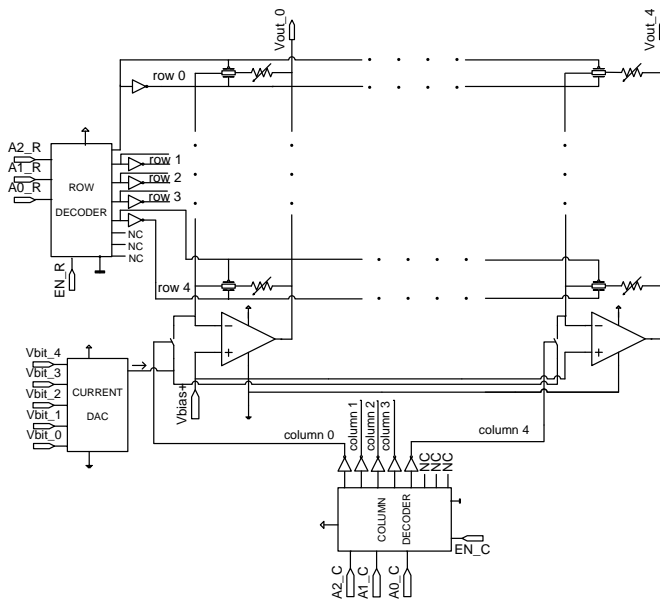 Vout_0
Vout_4
row 0
A2_R
A1_R
A0_R
ROW
DECODER
row 1
row 2
row 3
NC
NC
NC
EN_R
row 4
Vbit_4
Vbit_3
Vbit_2
Vbit_1
Vbit_0
CURRENT
DAC
−
+
−
+
Vbias+
column 0
column 1
column 2
column 3
column 4
NC
NC
NC
COLUMN
DECODER
EN_C
A2_C
A1_C
A0_C